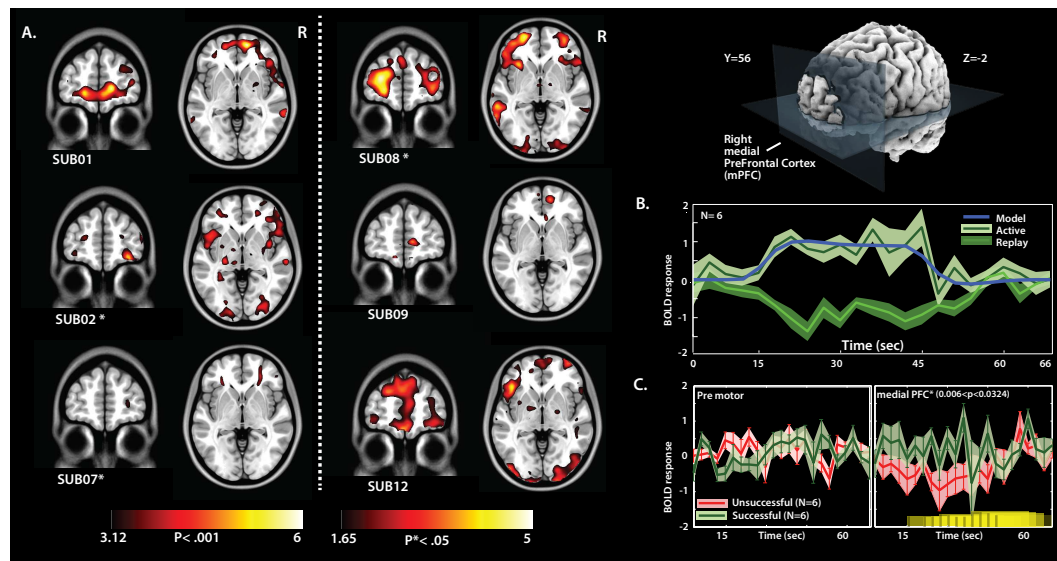 A.
R
R
SUB01
SUB08 *
SUB02 *
SUB09
SUB07*
SUB12
3.12
P< .001
6
1.65
P*< .05
5
Y=56
Z=-2
Right
medial
PreFrontal Cortex
(mPFC)
B.
N= 6
Model
Active
Replay
BOLD response
2
1
0
-1
-2
Time (sec)
0
15
30
45
60
66
C.
Pre motor
medial PFC* (0.006<p<0.0324)
BOLD response
2
1
0
-1
-2
Unsuccessful (N=6)
Successful (N=6)
15
Time (sec)
60
15
Time (sec)
60